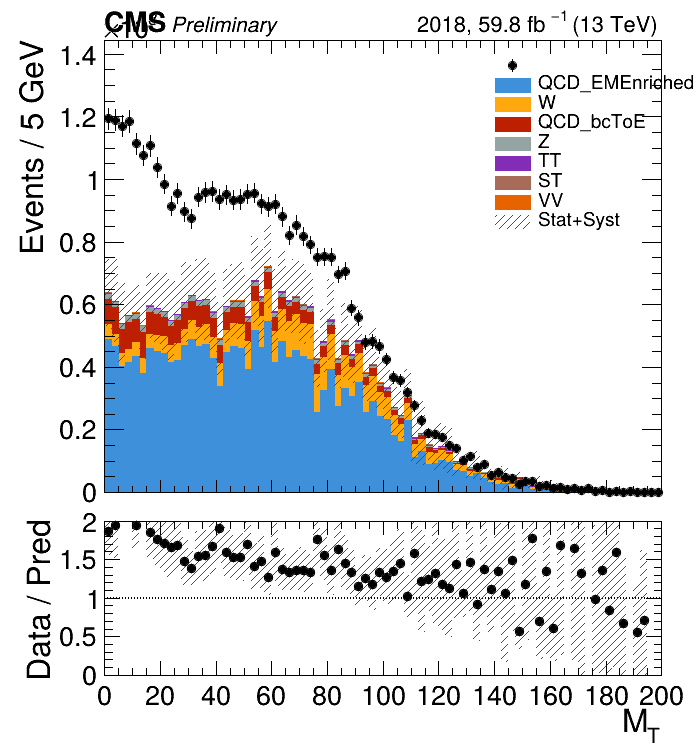 CMS Preliminary 2018, 59.8 fb⁻¹ (13 TeV)
Events / 5 GeV
1.4
1.2
1
0.8
0.6
0.4
0.2
0
QCD_EMEnriched
W
QCD_bcToE
Z
TT
ST
VV
Stat+Syst
Data / Pred
2
1.5
1
0.5
0
0 20 40 60 80 100 120 140 160 180 200
M_T